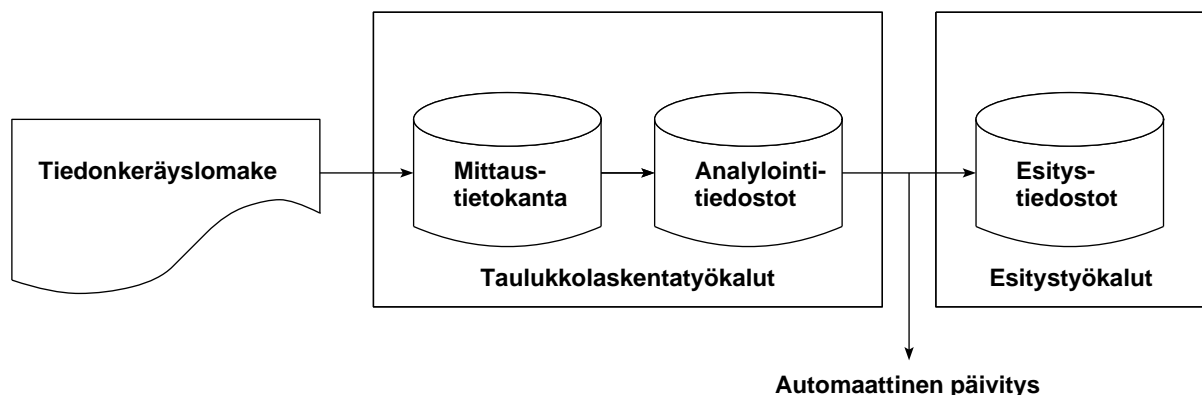 Tiedonkeräyslomake
Mittaus-
tietokanta
Analylointi-
tiedostot
Esitys-
tiedostot
Taulukkolaskentatyökalut
Esitystyökalut
Automaattinen päivitys